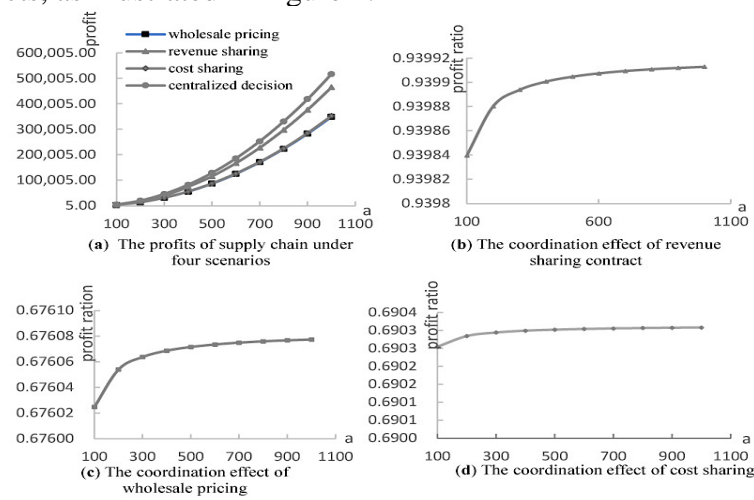 profit
wholesale pricing
revenue sharing
cost sharing
centralized decision
600,005.00
500,005.00
400,005.00
300,005.00
200,005.00
100,005.00
5.00
100 300 500 700 900 1100
a
(a) The profits of supply chain under
four scenarios
profit ratio
0.93992
0.9399
0.93988
0.93986
0.93984
0.93982
0.9398
100 600 1100
a
(b) The coordination effect of revenue
sharing contract
profit ration
0.67610
0.67608
0.67606
0.67604
0.67602
0.67600
100 300 500 700 900 1100
a
(c) The coordination effect of
wholesale pricing
profit ratio
0.6904
0.6903
0.6903
0.6902
0.6902
0.6901
0.6901
0.6900
100 300 500 700 900 1100
a
(d) The coordination effect of cost sharing